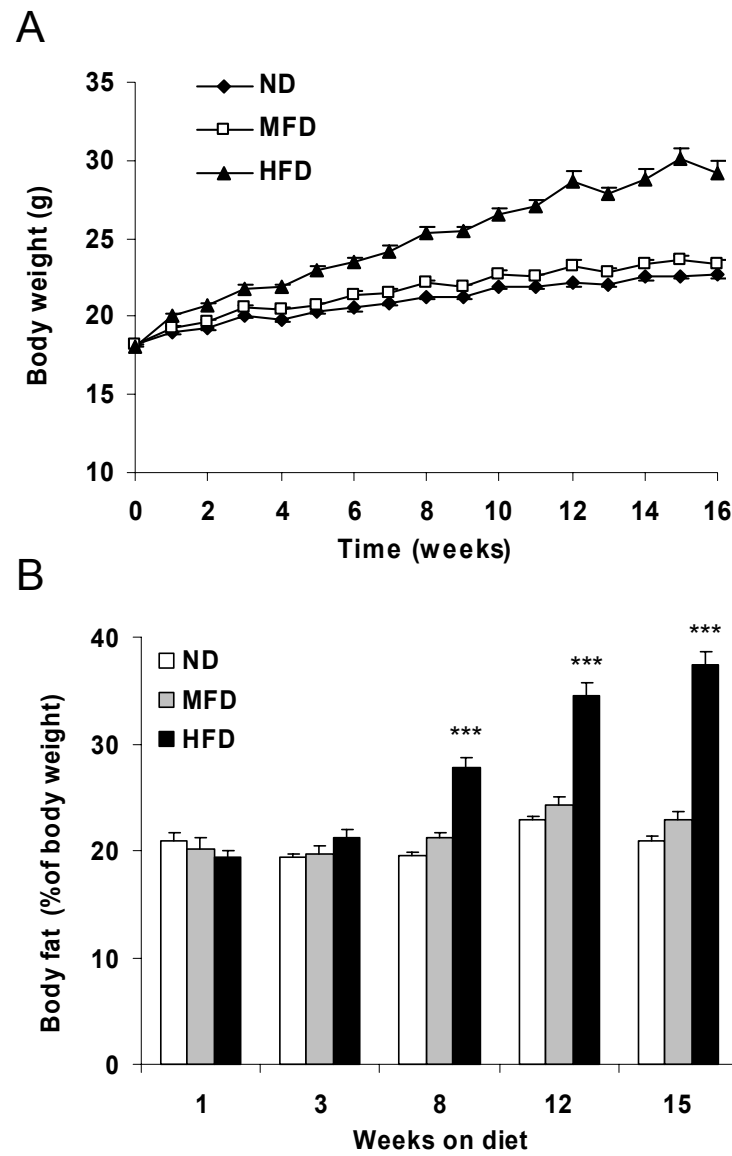 A
35
30
25
20
15
10
Body weight (g)
ND
MFD
HFD
0 2 4 6 8 10 12 14 16
Time (weeks)
B
40
30
20
10
0
Body fat (%of body weight)
ND
MFD
HFD
***
***
***
1 3 8 12 15
Weeks on diet